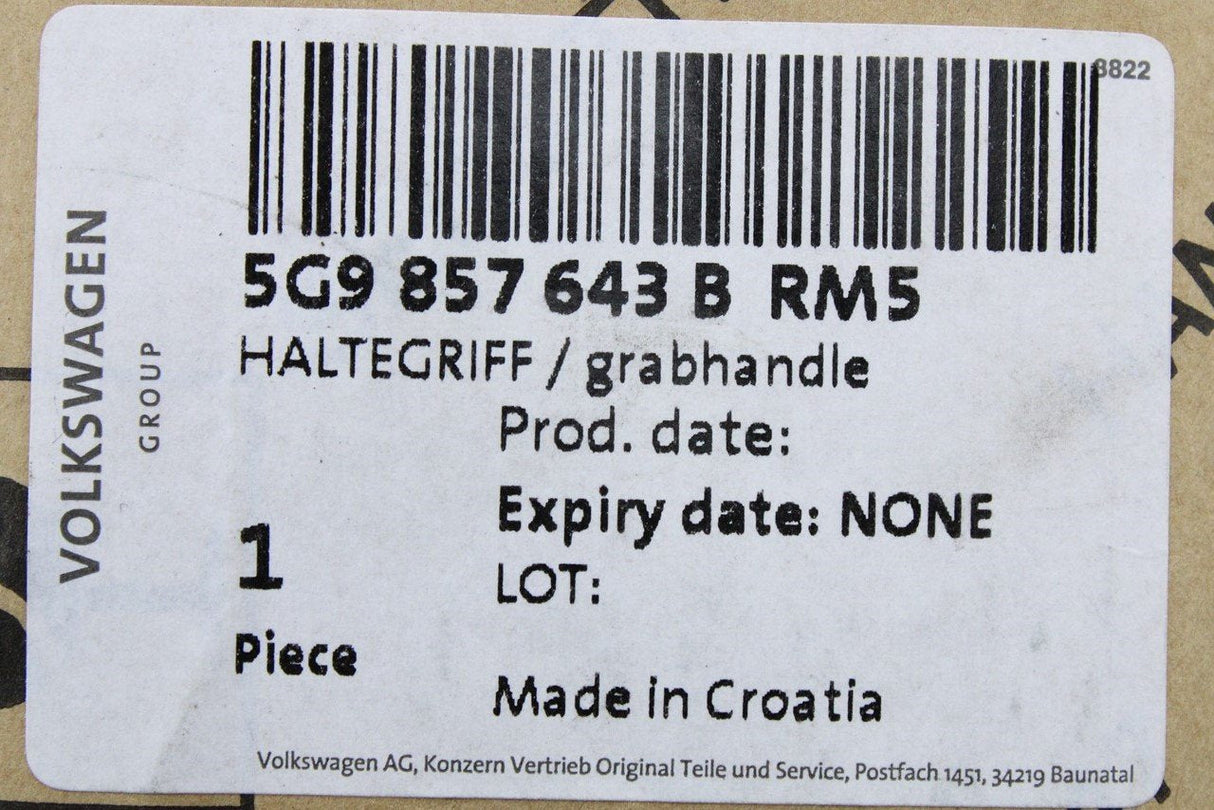 8822
5G9 857 643 B RM5
HALTEGRIFF / grabhandle
Prod. date:
Expiry date: NONE
1
LOT:
Piece
Made in Croatia
Volkswagen AG, Konzern Vertrieb Original Teile und Service, Postfach 1451, 34219 Baunatal
VOLKSWAGEN
GROUP